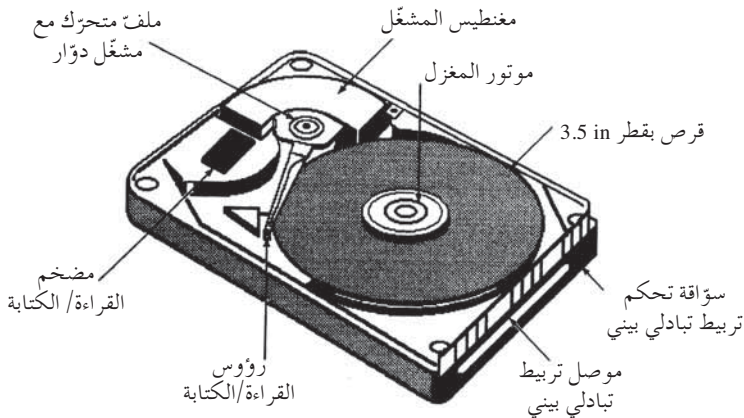 ملفّ متحرّك مع
مشغّل دوّار
مغنطيس المشغّل
موتور المغزل
قرص بقطر 3.5 in
مضخم
القراءة/ الكتابة
رؤوس
القراءة/الكتابة
سوّاقة تحكم
تربيط تبادلي بيني
موصل تربيط
تبادلي بيني